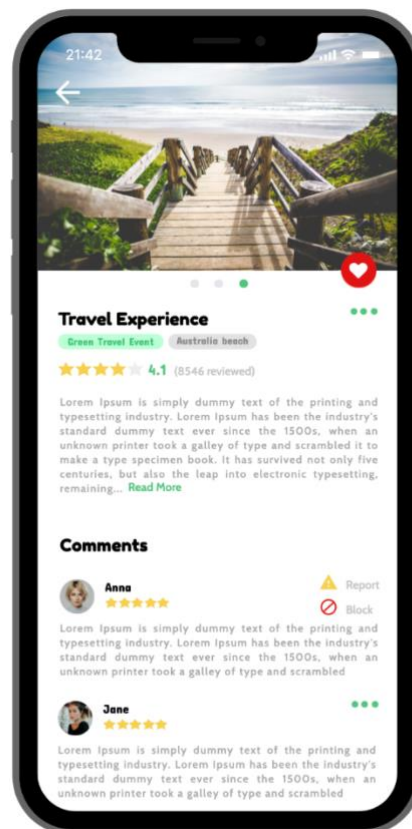 21:42
Travel Experience
Green Travel Event Australia beach
4.1 (8546 reviewed)
Lorem Ipsum is simply dummy text of the printing and
typesetting industry. Lorem Ipsum has been the industry's
standard dummy text ever since the 1500s, when an
unknown printer took a galley of type and scrambled it to
make a type specimen book. It has survived not only five
centuries, but also the leap into electronic typesetting,
remaining... Read More
Comments
Anna
Report
Block
Lorem Ipsum is simply dummy text of the printing and
typesetting industry. Lorem Ipsum has been the industry's
standard dummy text ever since the 1500s, when an
unknown printer took a galley of type and scrambled
Jane
Lorem Ipsum is simply dummy text of the printing and
typesetting industry. Lorem Ipsum has been the industry's
standard dummy text ever since the 1500s, when an
unknown printer took a galley of type and scrambled